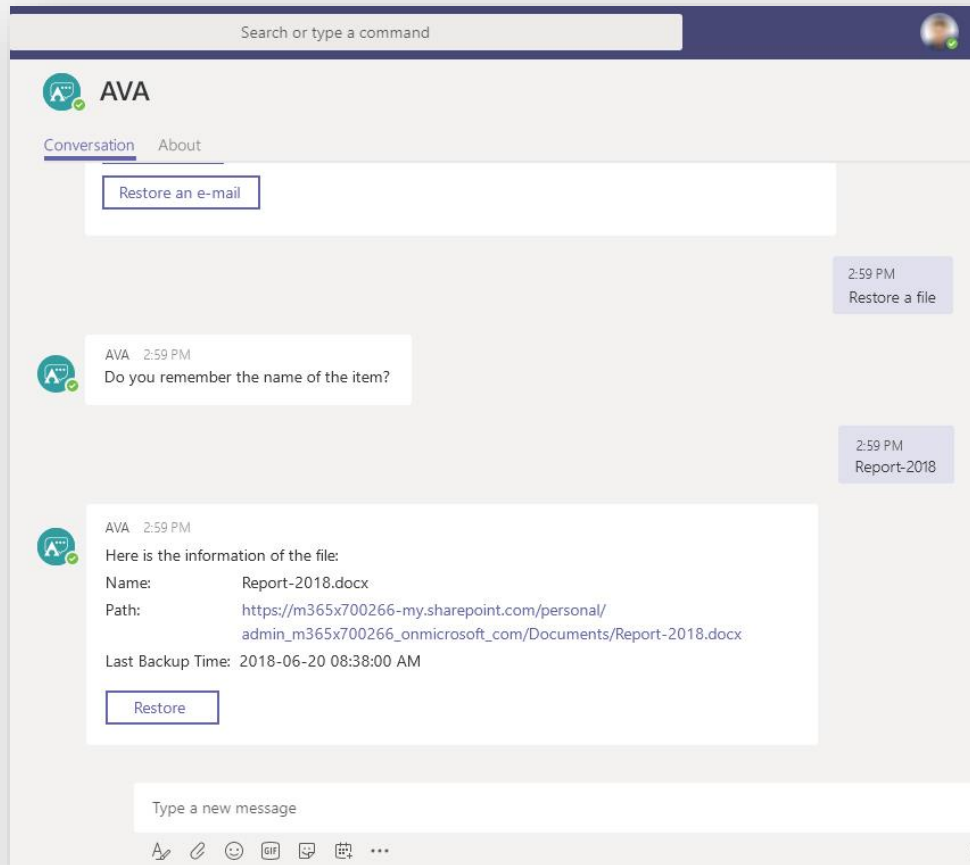 Search or type a command
AVA
Conversation About
Restore an e-mail
2:59 PM
Restore a file
AVA 2:59 PM
Do you remember the name of the item?
2:59 PM
Report-2018
AVA 2:59 PM
Here is the information of the file:
Name: Report-2018.docx
Path: https://m365x700266-my.sharepoint.com/personal/
admin_m365x700266_onmicrosoft_com/Documents/Report-2018.docx
Last Backup Time: 2018-06-20 08:38:00 AM
Restore
Type a new message
GIF